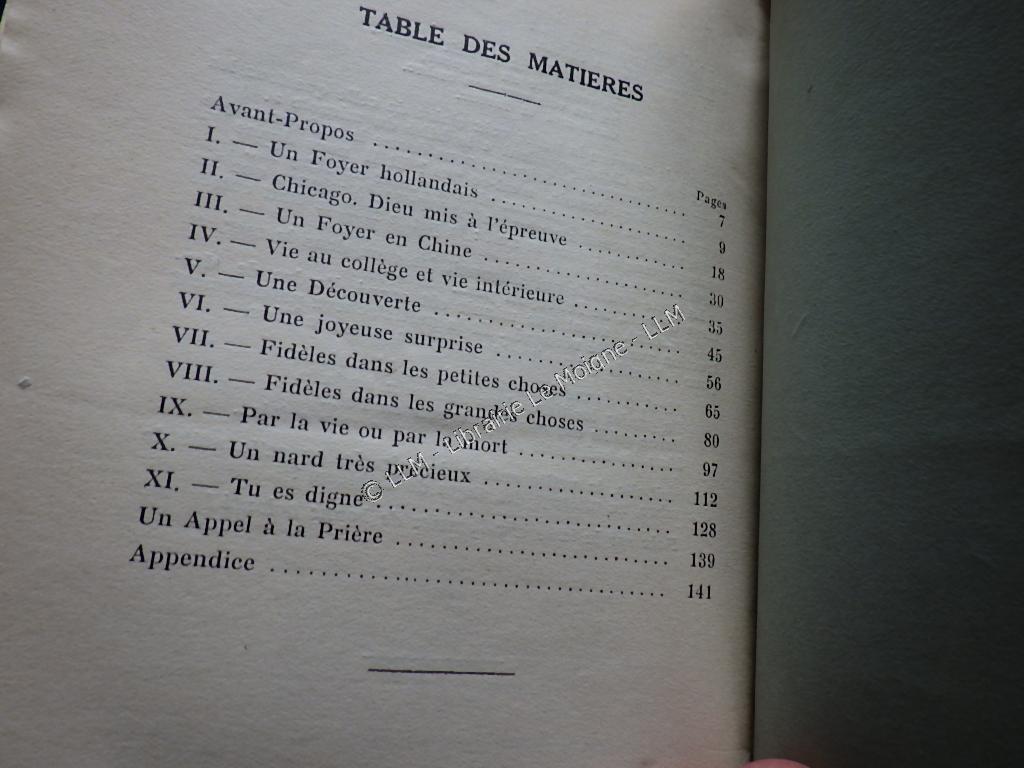 TABLE DES MATIERES
Pages
Avant-Propos .......... 7
I. — Un Foyer hollandais .......... 9
II. — Chicago. Dieu mis à l'épreuve .......... 18
III. — Un Foyer en Chine .......... 30
IV. — Vie au collège et vie intérieure .......... 35
V. — Une Découverte .......... 45
VI. — Une joyeuse surprise .......... 56
VII. — Fidèles dans les petites choses .......... 65
VIII. — Fidèles dans les grandes choses .......... 80
IX. — Par la vie ou par la mort .......... 97
X. — Un nard très précieux .......... 112
XI. — Tu es digne .......... 128
Un Appel à la Prière .......... 139
Appendice .......... 141
© LLM - Librairie Le Moigne - LLM